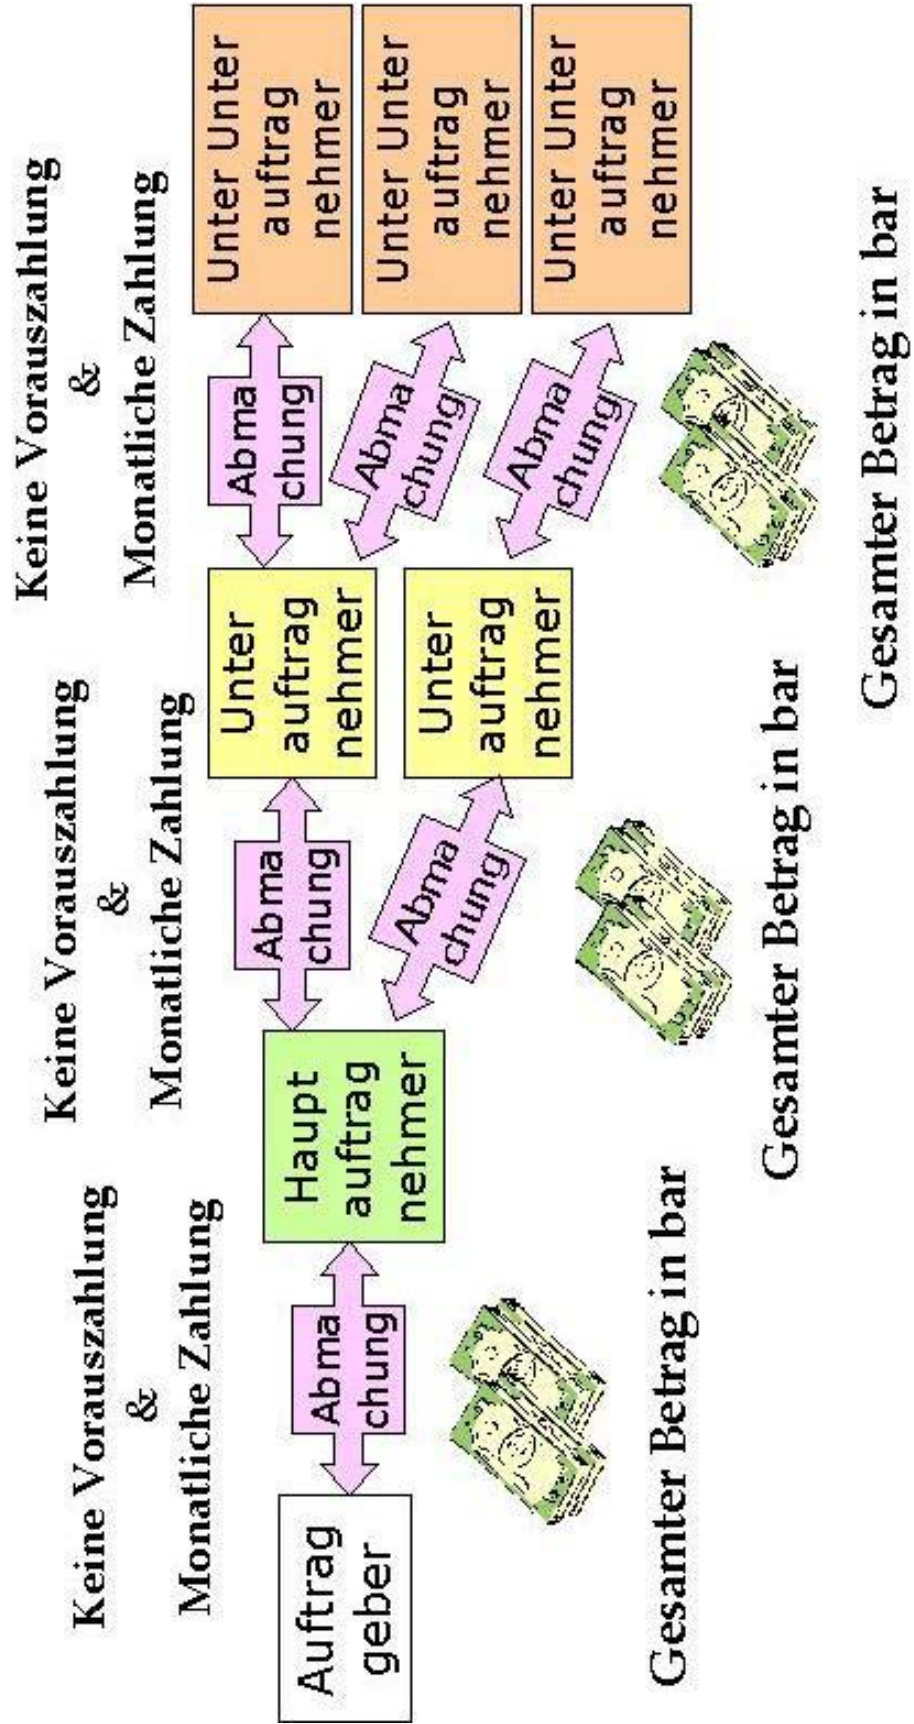 Keine Vorauszahlung
&
Monatliche Zahlung
Keine Vorauszahlung
&
Monatliche Zahlung
Keine Vorauszahlung
&
Monatliche Zahlung
Auftrag
geber
Abma
chung
Haupt
auftrag
nehmer
Abma
chung
Abma
chung
Unter
auftrag
nehmer
Unter
auftrag
nehmer
Abma
chung
Abma
chung
Abma
chung
Unter Unter
auftrag
nehmer
Unter Unter
auftrag
nehmer
Unter Unter
auftrag
nehmer
Gesamter Betrag in bar
Gesamter Betrag in bar
Gesamter Betrag in bar